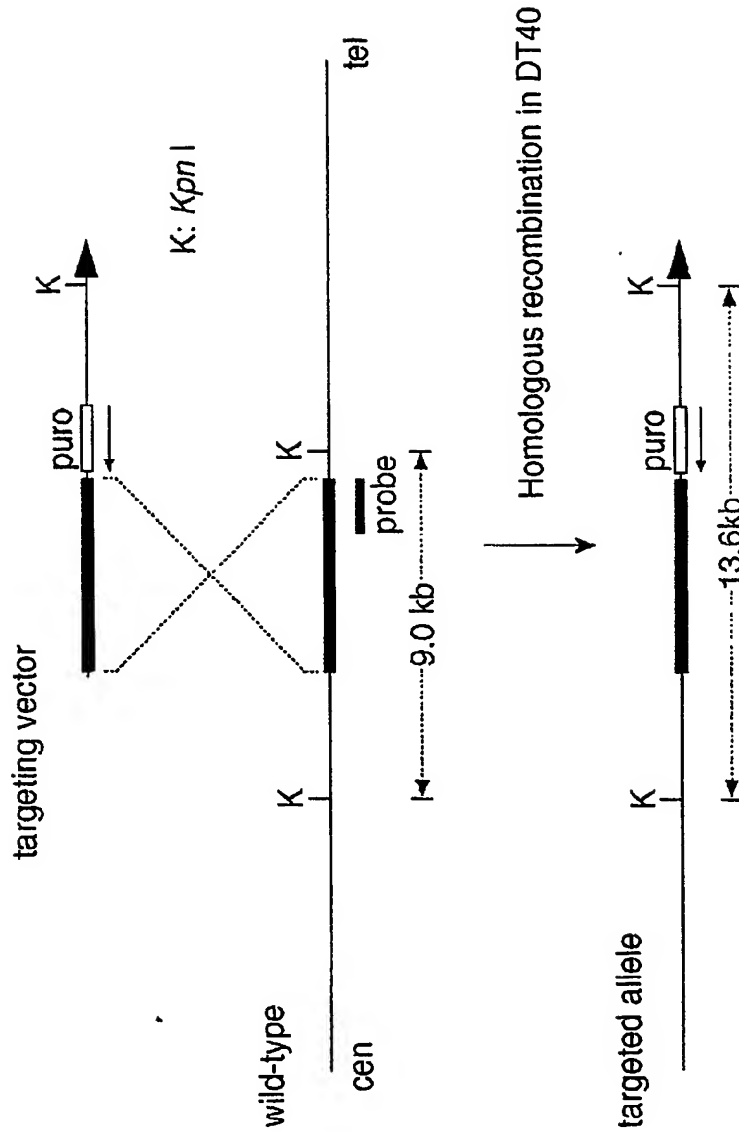 targeting vector
puro
K
K: Kpn I
wild-type
cen
K
K
tel
probe
9.0 kb
Homologous recombination in DT40
targeted allele
K
puro
K
13.6kb